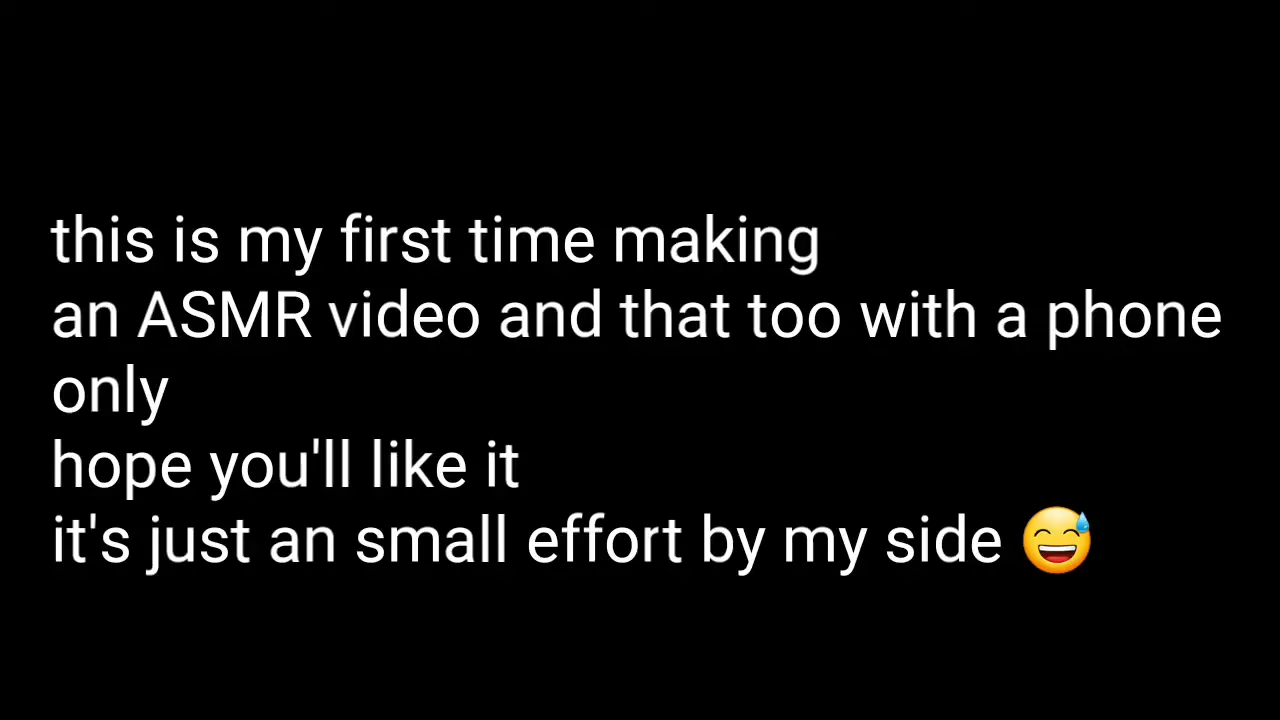 this is my first time making
an ASMR video and that too with a phone
only
hope you'll like it
it's just an small effort by my side 😅